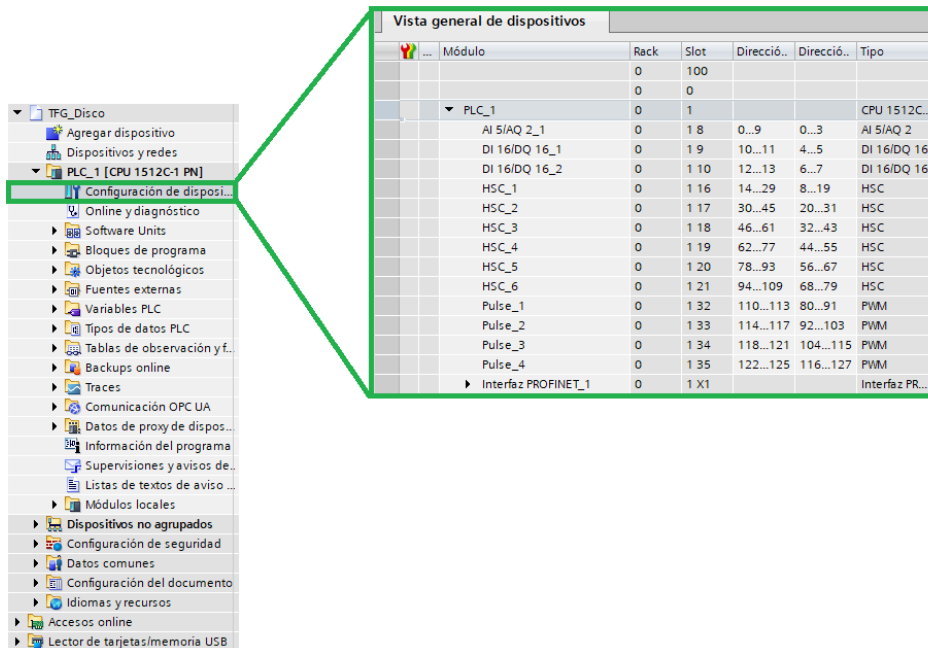 TFG_Disco
Agregar dispositivo
Dispositivos y redes
PLC_1 [CPU 1512C-1 PN]
Configuración de disposi...
Online y diagnóstico
Software Units
Bloques de programa
Objetos tecnológicos
Fuentes externas
Variables PLC
Tipos de datos PLC
Tablas de observación y f...
Backups online
Traces
Comunicación OPC UA
Datos de proxy de dispos...
Información del programa
Supervisiones y avisos de..
Listas de textos de aviso ...
Módulos locales
Dispositivos no agrupados
Configuración de seguridad
Datos comunes
Configuración del documento
Idiomas y recursos
Accesos online
Lector de tarjetas/memoria USB
Vista general de dispositivos
... Módulo Rack Slot Direcció.. Direcció.. Tipo
0 100
0 0
PLC_1 0 1 CPU 1512C...
AI 5/AQ 2_1 0 1 8 0...9 0...3 AI 5/AQ 2
DI 16/DQ 16_1 0 1 9 10...11 4...5 DI 16/DQ 16
DI 16/DQ 16_2 0 1 10 12...13 6...7 DI 16/DQ 16
HSC_1 0 1 16 14...29 8...19 HSC
HSC_2 0 1 17 30...45 20...31 HSC
HSC_3 0 1 18 46...61 32...43 HSC
HSC_4 0 1 19 62...77 44...55 HSC
HSC_5 0 1 20 78...93 56...67 HSC
HSC_6 0 1 21 94...109 68...79 HSC
Pulse_1 0 1 32 110...113 80...91 PWM
Pulse_2 0 1 33 114...117 92...103 PWM
Pulse_3 0 1 34 118...121 104...115 PWM
Pulse_4 0 1 35 122...125 116...127 PWM
Interfaz PROFINET_1 0 1 X1 Interfaz PR...